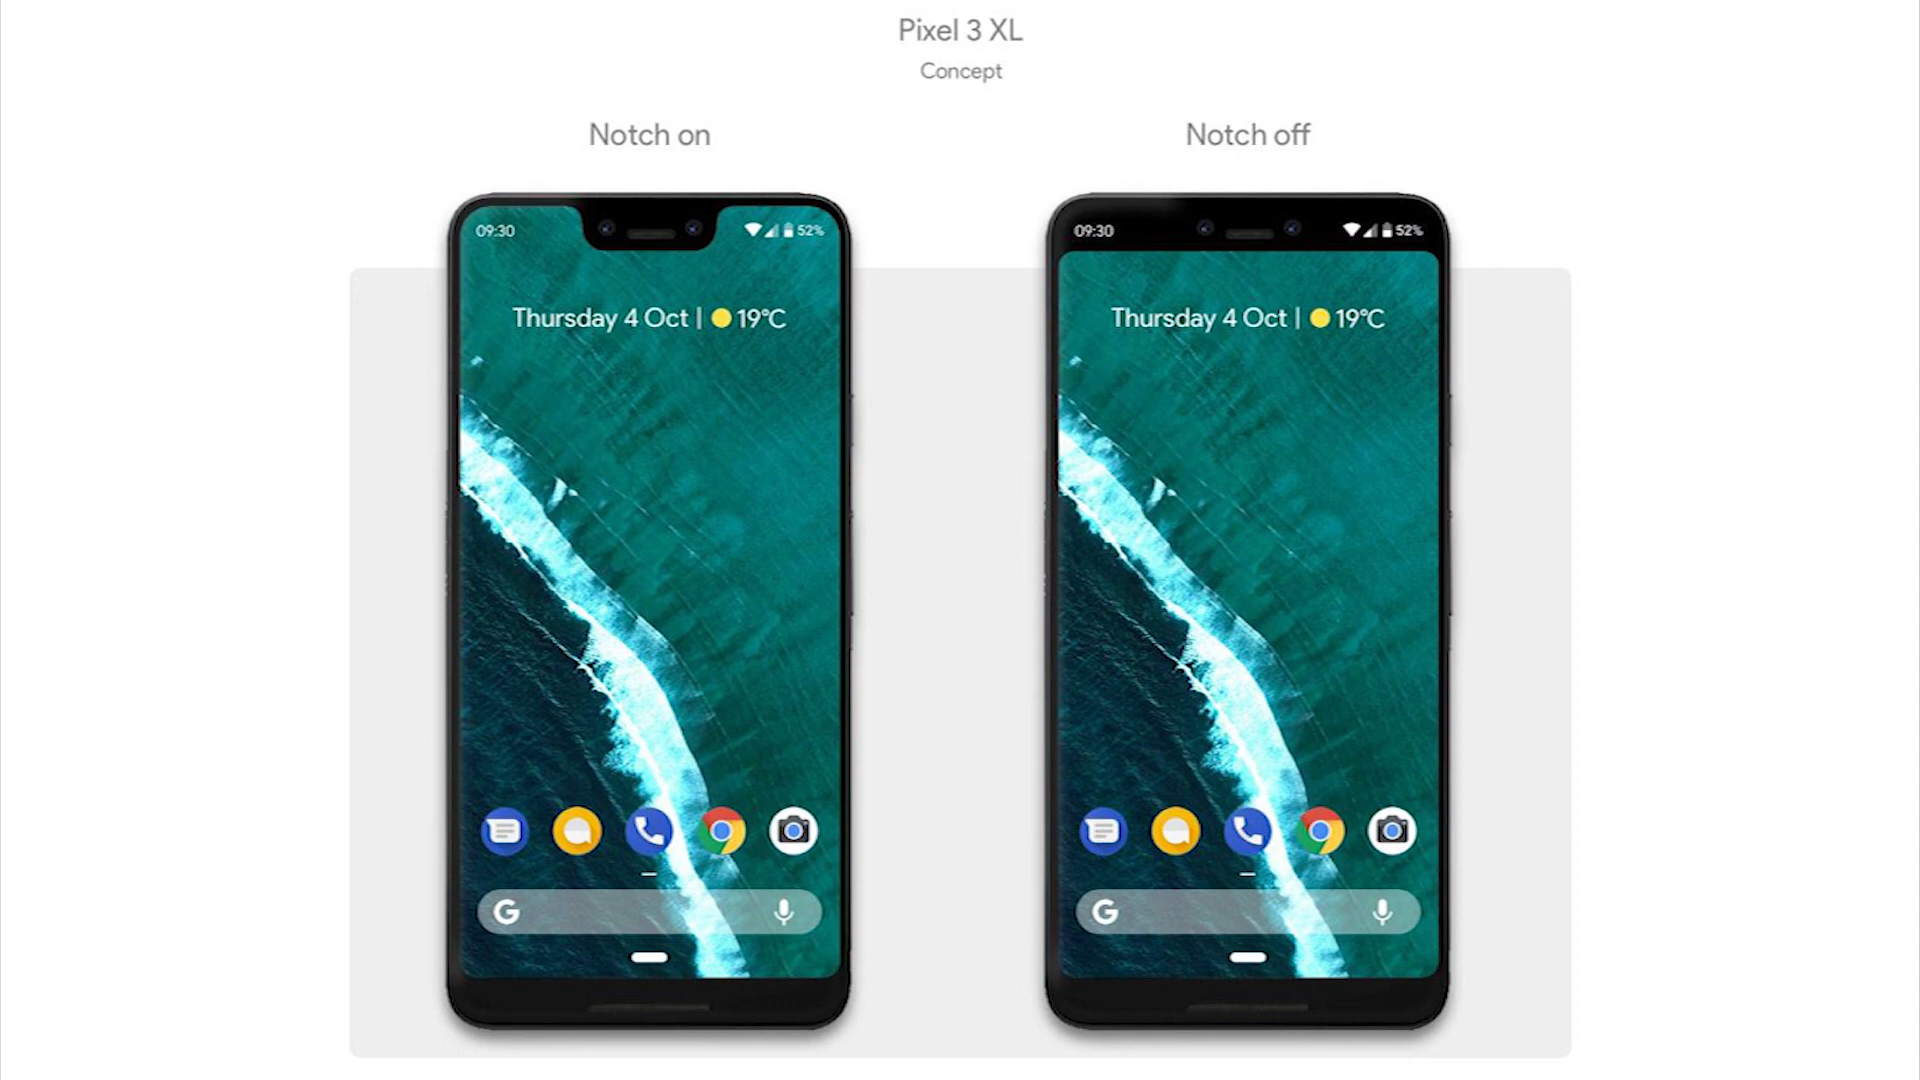 Pixel 3 XL
Concept
Notch on
Notch off
09:30
52%
09:30
52%
Thursday 4 Oct | 19°C
Thursday 4 Oct | 19°C
G
G